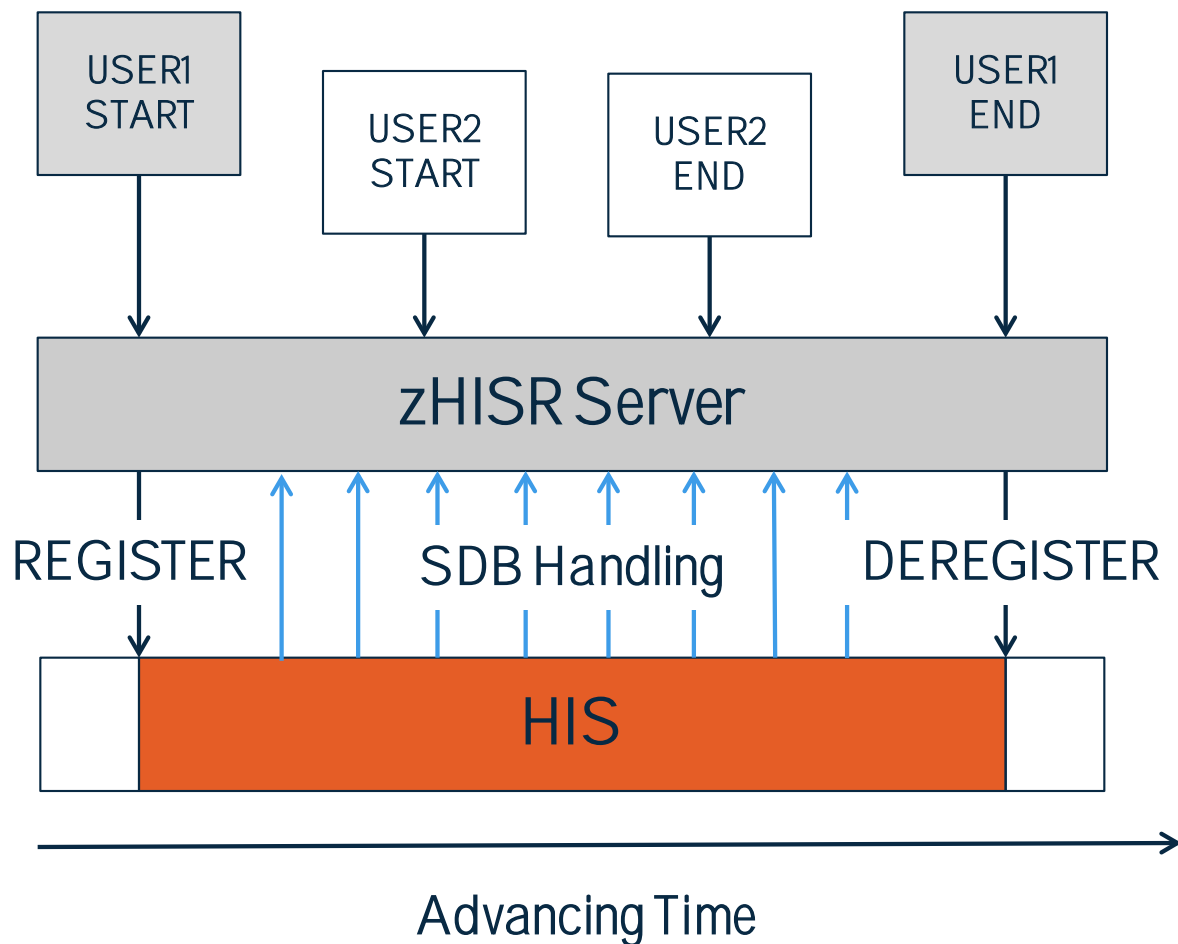 USER1
START
USER2
START
USER2
END
USER1
END
zHISR Server
REGISTER
SDB Handling
DEREGISTER
HIS
Advancing Time